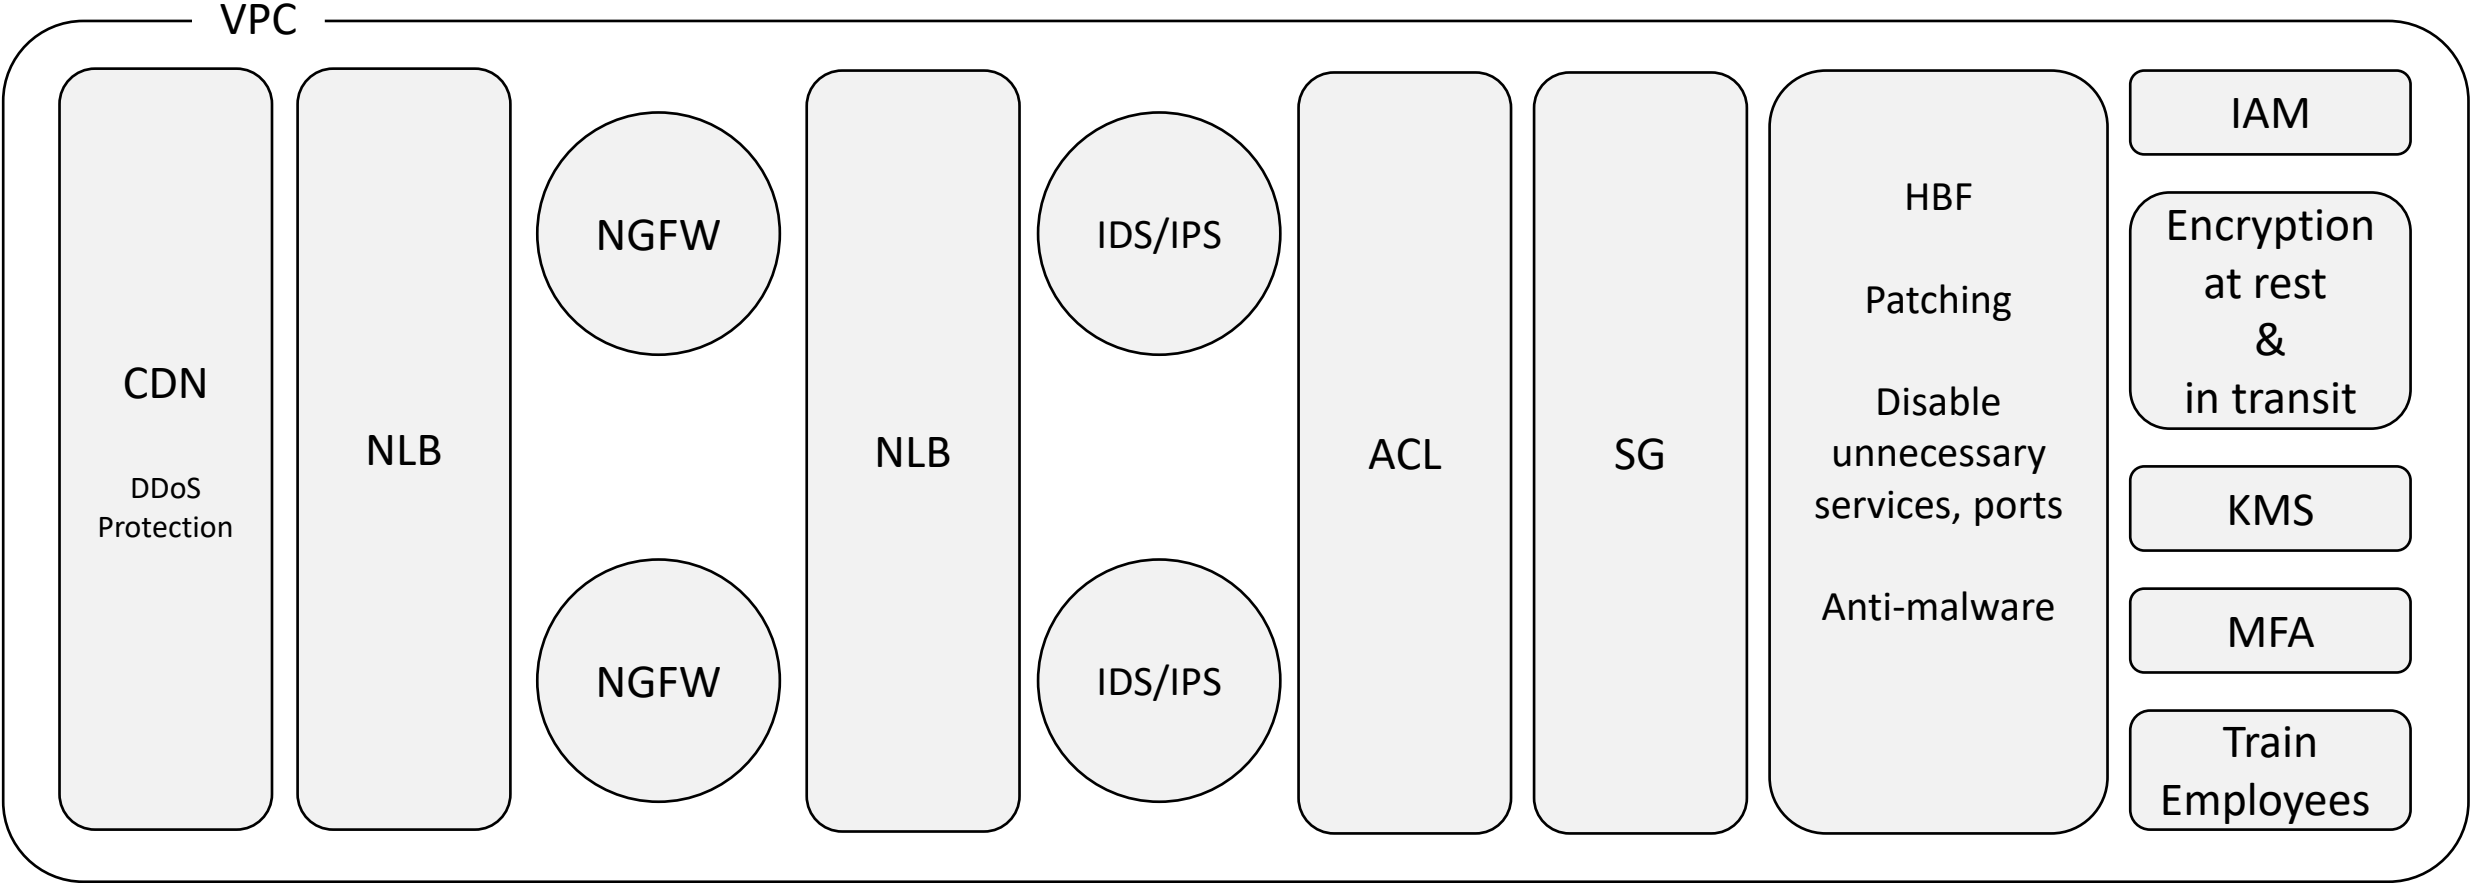 VPC
CDN
DDoS
Protection
NLB
NGFW
NGFW
NLB
IDS/IPS
IDS/IPS
ACL
SG
HBF
Patching
Disable
unnecessary
services, ports
Anti-malware
IAM
Encryption
at rest
&
in transit
KMS
MFA
Train
Employees